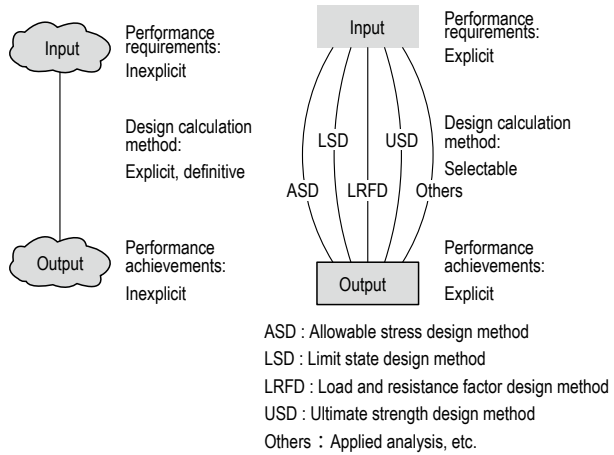 Input
Performance
requirements:
Inexplicit
Design calculation
method:
Explicit, definitive
Output
Performance
achievements:
Inexplicit
Input
Performance
requirements:
Explicit
LSD
USD
ASD
LRFD
Others
Design calculation
method:
Selectable
Output
Performance
achievements:
Explicit
ASD : Allowable stress design method
LSD : Limit state design method
LRFD : Load and resistance factor design method
USD : Ultimate strength design method
Others : Applied analysis, etc.